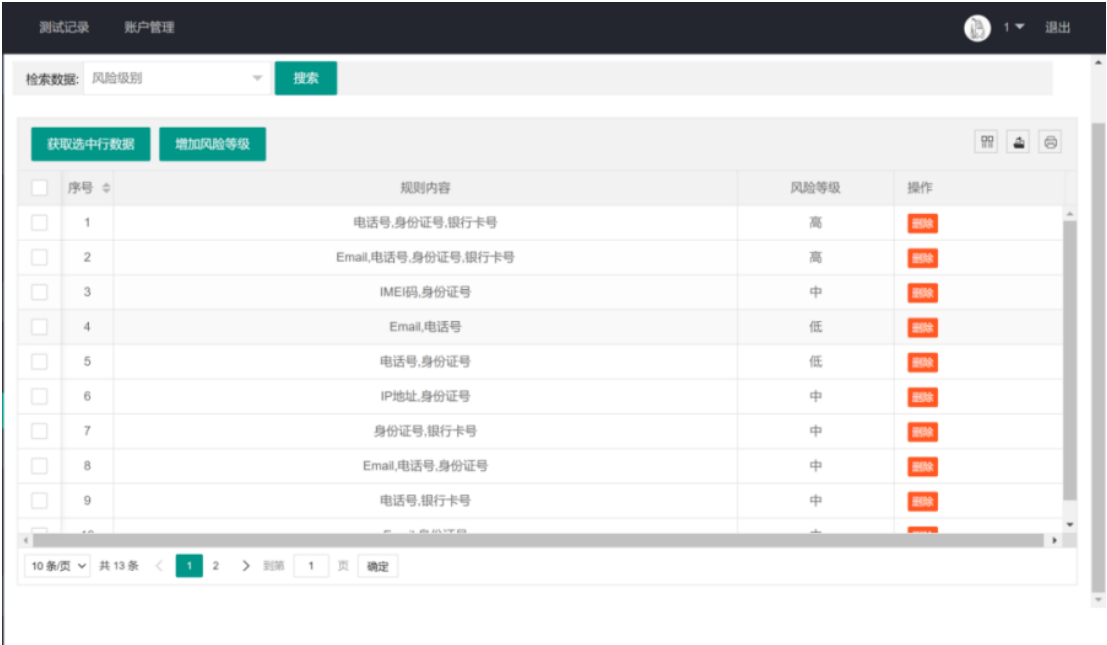 测试记录 账户管理 1 退出
检索数据: 风险级别 搜索
获取选中行数据 增加风险等级
序号 规则内容 风险等级 操作
1 电话号,身份证号,银行卡号 高 删除
2 Email,电话号,身份证号,银行卡号 高 删除
3 IMEI码,身份证号 中 删除
4 Email,电话号 低 删除
5 电话号,身份证号 低 删除
6 IP地址,身份证号 中 删除
7 身份证号,银行卡号 中 删除
8 Email,电话号,身份证号 中 删除
9 电话号,银行卡号 中 删除
10 条/页 共 13 条 1 2 到第 1 页 确定